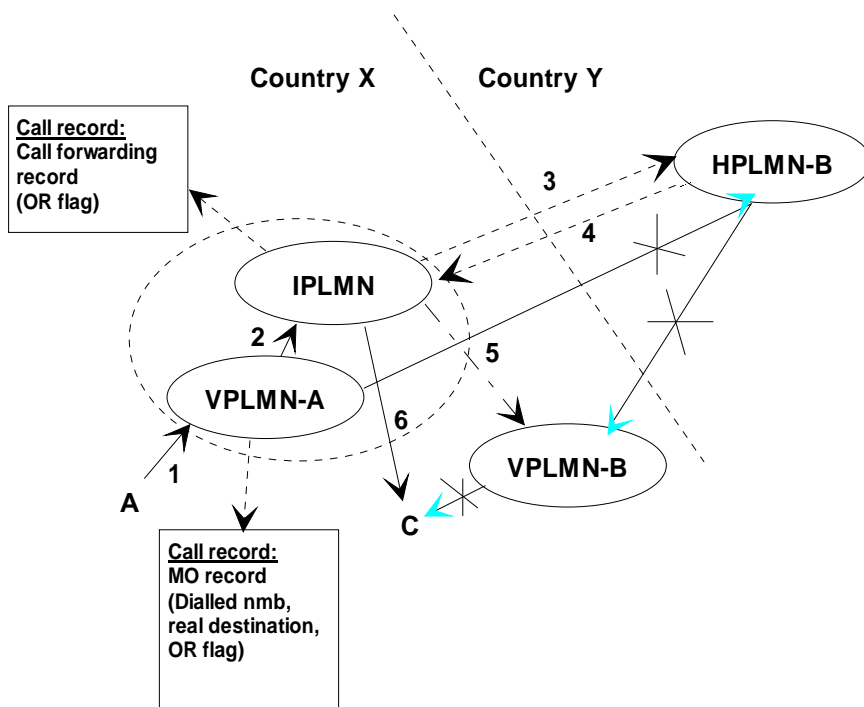 Country X
Country Y
Call record:
Call forwarding
record
(OR flag)
HPLMN-B
3
4
IPLMN
2
5
VPLMN-A
6
1
VPLMN-B
A
C
Call record:
MO record
(Dialled nmb,
real destination,
OR flag)